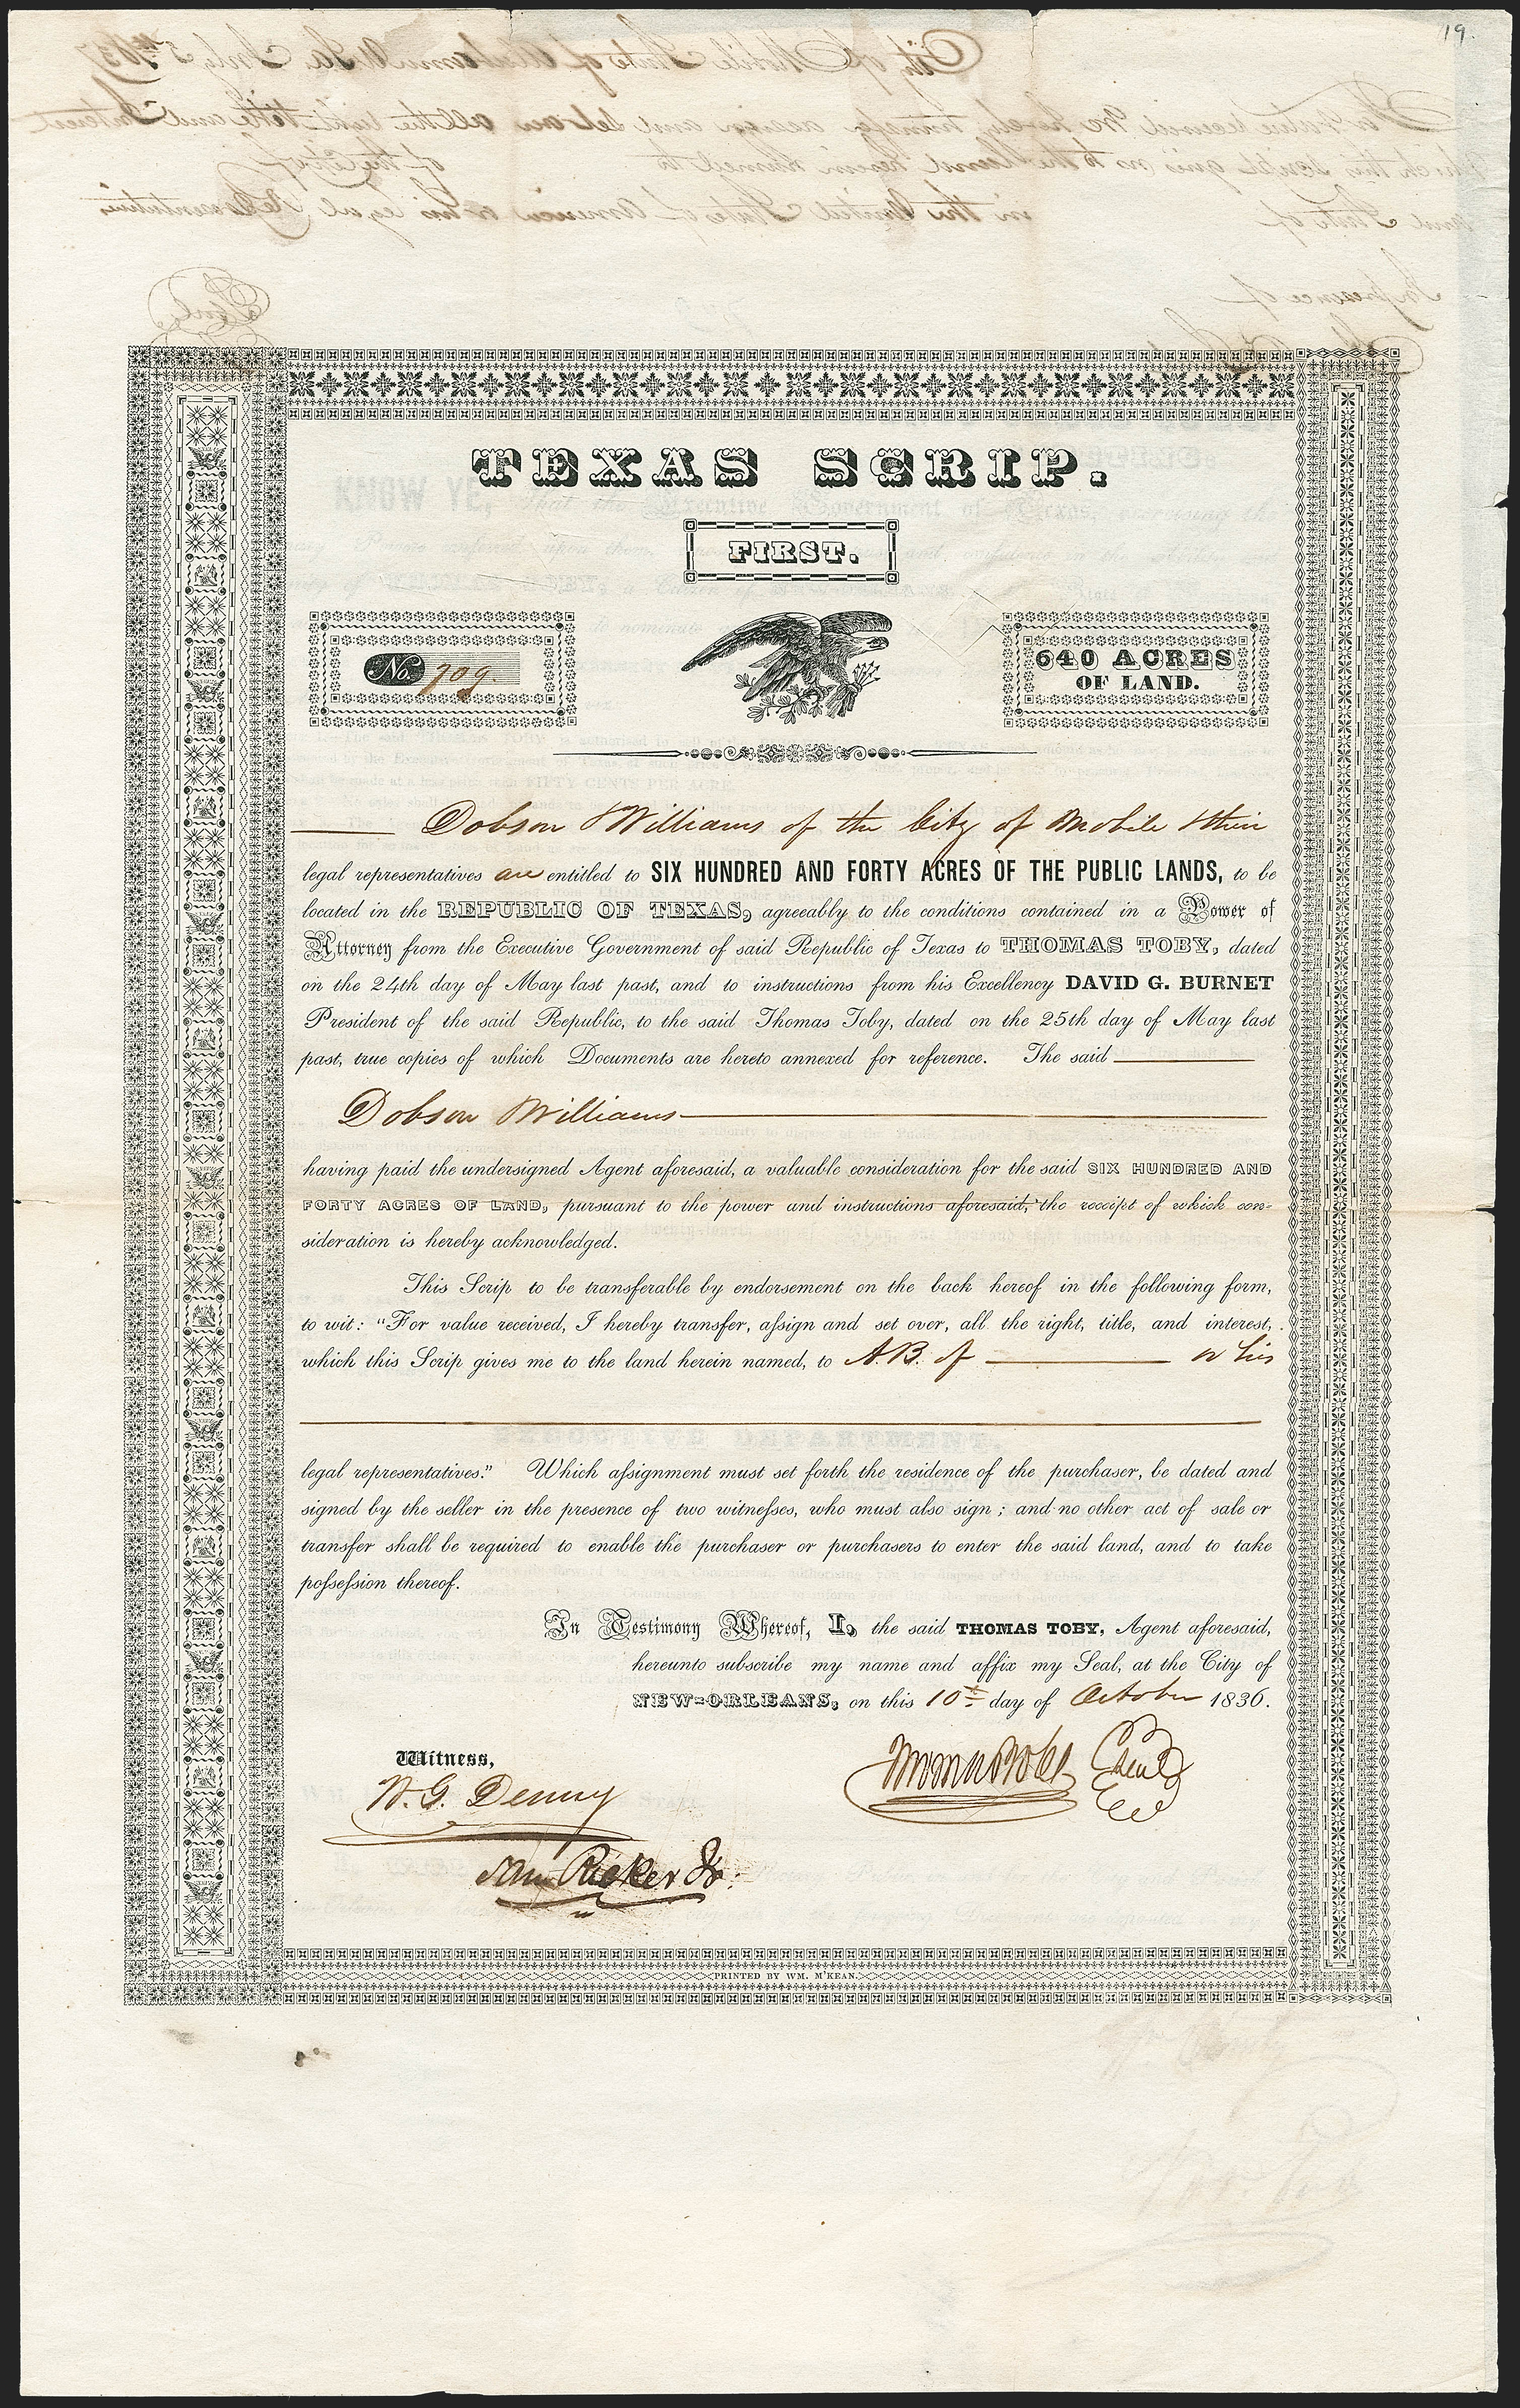 19.
TEXAS SCRIP.
FIRST.
No. 709.
640 ACRES
OF LAND.
Dobson & Williams of the City of Mobile & their
legal representatives are entitled to SIX HUNDRED AND FORTY ACRES OF THE PUBLIC LANDS, to be
located in the REPUBLIC OF TEXAS, agreeably to the conditions contained in a Power of
Attorney from the Executive Government of said Republic of Texas to THOMAS TOBY, dated
on the 24th day of May last past, and to instructions from his Excellency DAVID G. BURNET
President of the said Republic, to the said Thomas Toby, dated on the 25th day of May last
past, true copies of which Documents are hereto annexed for reference. The said
Dobson & Williams
having paid the undersigned Agent aforesaid, a valuable consideration for the said SIX HUNDRED AND
FORTY ACRES OF LAND, pursuant to the power and instructions aforesaid, the receipt of which con-
sideration is hereby acknowledged.
This Scrip to be transferable by endorsement on the back hereof in the following form,
to wit: "For value received, I hereby transfer, assign and set over, all the right, title, and interest,
which this Scrip gives me to the land herein named, to A.B. of or his
legal representatives." Which assignment must set forth the residence of the purchaser, be dated and
signed by the seller in the presence of two witnesses, who must also sign; and no other act of sale or
transfer shall be required to enable the purchaser or purchasers to enter the said land, and to take
possession thereof.
In Testimony Whereof, I, the said THOMAS TOBY, Agent aforesaid,
hereunto subscribe my name and affix my Seal, at the City of
NEW-ORLEANS, on this 10th day of October 1836.
Witness,
Thomas Toby Seal
W. G. Denny
Sam Ricker Jr.
PRINTED BY WM. M'KEAN.